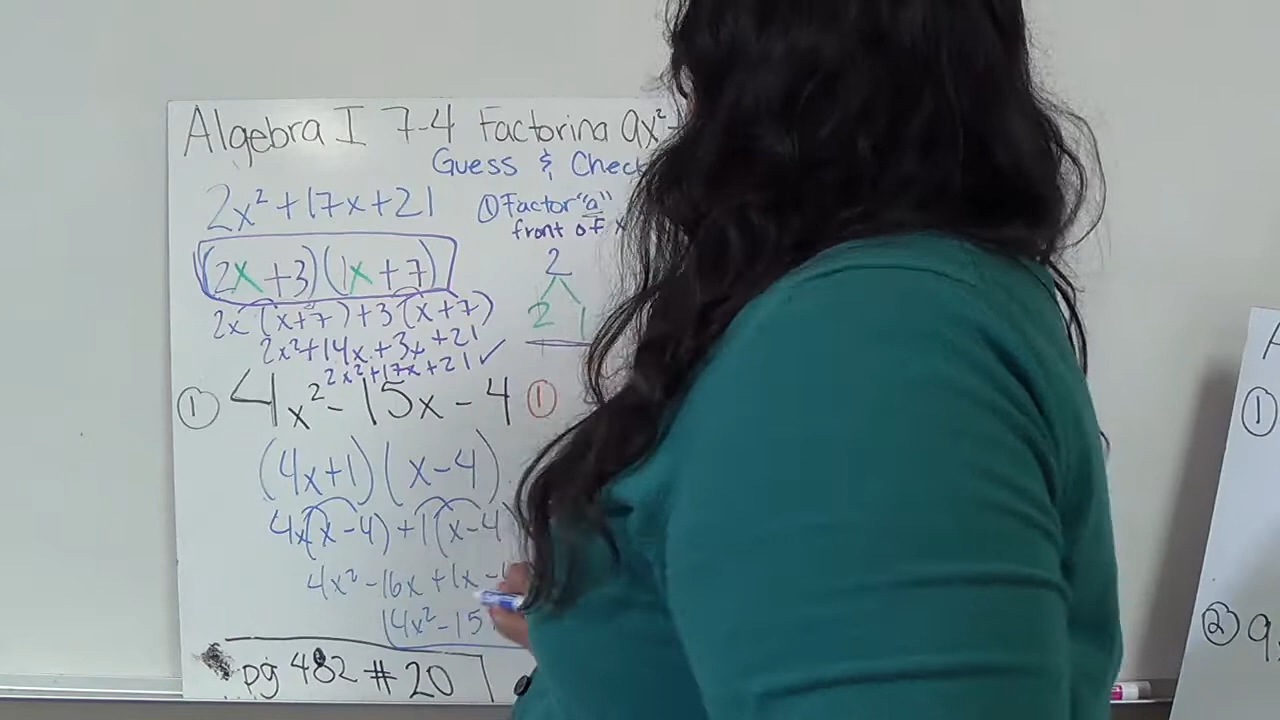 Algebra I 7-4 Factoring ax²
Guess & Check
2x² + 17x + 21
① Factor "a"
front of x
(2x + 3)(1x + 7)
2
2 1
2x (x+7) + 3 (x+7)
2x² + 14x + 3x + 21
2x² + 17x + 21 ✓
① 4x² - 15x - 4 ①
(4x+1)(x-4)
4x(x-4) + 1(x-4)
4x² - 16x + 1x -
4x² - 15
pg 482 # 20
①
② 9